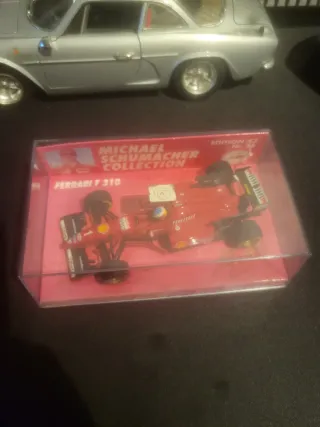 MICHAEL
SCHUMACHER
COLLECTION
FERRARI F 310